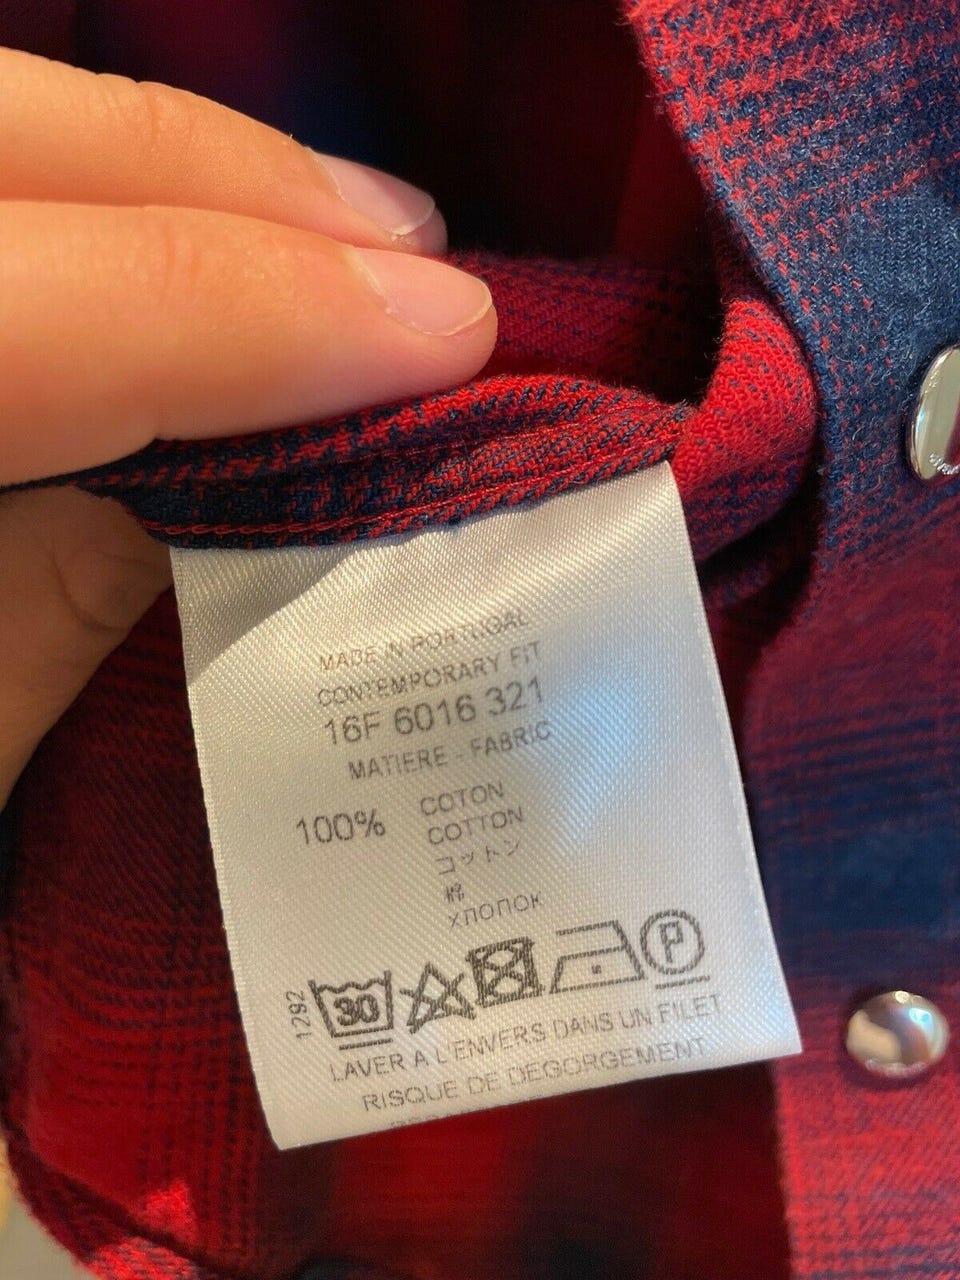 MADE IN PORTUGAL
CONTEMPORARY FIT
16F 6016 321
MATIERE - FABRIC
100% COTON
COTTON
コットン
棉
ХЛОПОК
1292
30
P
LAVER A L'ENVERS DANS UN FILET
RISQUE DE DEGORGEMENT